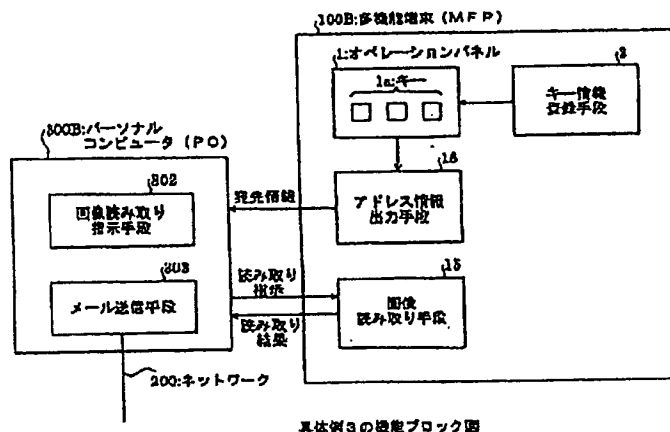 100B:多機能端末(MFP)
1:オペレーションパネル
1a:キー
キー情報
登録手段
300B:パーソナル
コンピュータ(PC)
302
画像読み取り
指示手段
宛先情報
16
アドレス情報
出力手段
303
メール送信手段
読み取り
指示
読み取り
結果
15
画像
読み取り手段
200:ネットワーク
具体例3の機能ブロック図